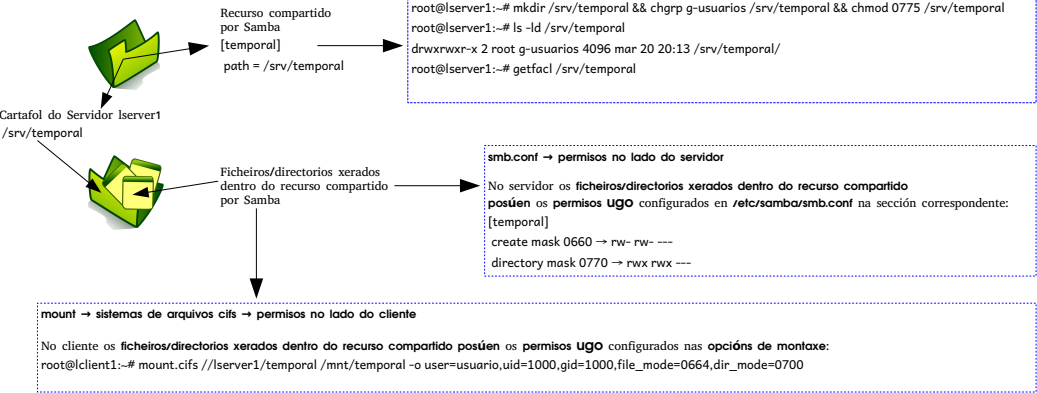 Recurso compartido
por Samba
[temporal]
path = /srv/temporal
root@lserver1:~# mkdir /srv/temporal && chgrp g-usuarios /srv/temporal && chmod 0775 /srv/temporal
root@lserver1:~# ls -ld /srv/temporal
drwxrwxr-x 2 root g-usuarios 4096 mar 20 20:13 /srv/temporal/
root@lserver1:~# getfacl /srv/temporal
Cartafol do Servidor lserver1
/srv/temporal
Ficheiros/directorios xerados
dentro do recurso compartido
por Samba
smb.conf → permisos no lado do servidor
No servidor os ficheiros/directorios xerados dentro do recurso compartido
posúen os permisos ugo configurados en /etc/samba/smb.conf na sección correspondente:
[temporal]
create mask 0660 → rw- rw- ---
directory mask 0770 → rwx rwx ---
mount → sistemas de arquivos cifs → permisos no lado do cliente
No cliente os ficheiros/directorios xerados dentro do recurso compartido posúen os permisos ugo configurados nas opcións de montaxe:
root@lclient1:~# mount.cifs //lserver1/temporal /mnt/temporal -o user=usuario,uid=1000,gid=1000,file_mode=0664,dir_mode=0700